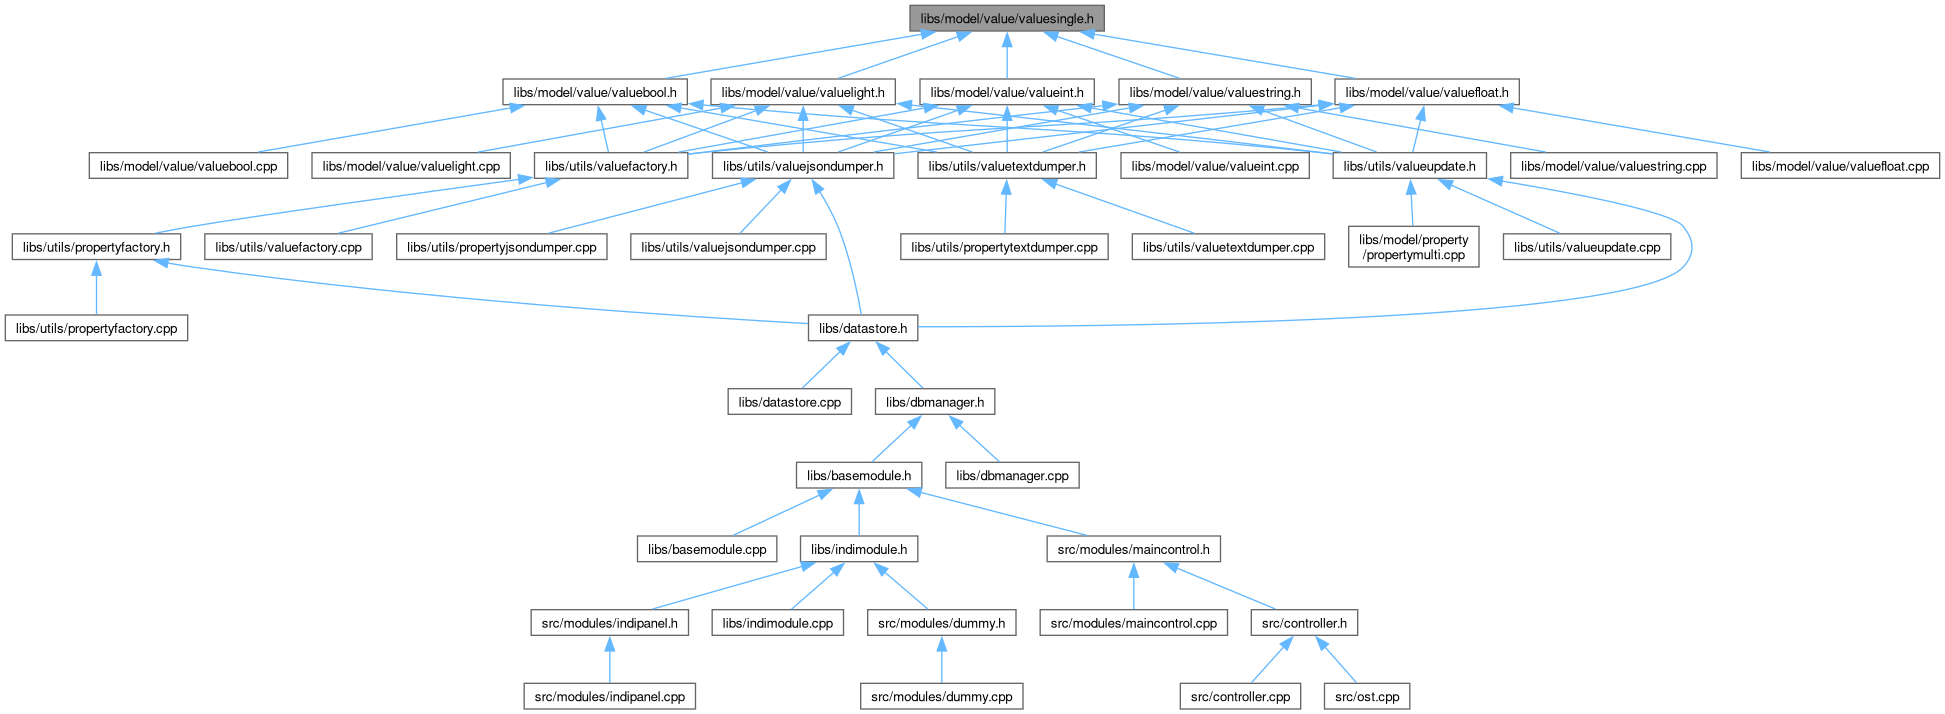 libs/model/value/valuesingle.h
libs/model/value/valuebool.h
libs/model/value/valuelight.h
libs/model/value/valueint.h
libs/model/value/valuestring.h
libs/model/value/valuefloat.h
libs/model/value/valuebool.cpp
libs/model/value/valuelight.cpp
libs/utils/valuefactory.h
libs/utils/valuejsondumper.h
libs/utils/valuetextdumper.h
libs/model/value/valueint.cpp
libs/utils/valueupdate.h
libs/model/value/valuestring.cpp
libs/model/value/valuefloat.cpp
libs/utils/propertyfactory.h
libs/utils/valuefactory.cpp
libs/utils/propertyjsondumper.cpp
libs/utils/valuejsondumper.cpp
libs/utils/propertytextdumper.cpp
libs/utils/valuetextdumper.cpp
libs/model/property
/propertymulti.cpp
libs/utils/valueupdate.cpp
libs/utils/propertyfactory.cpp
libs/datastore.h
libs/datastore.cpp
libs/dbmanager.h
libs/basemodule.h
libs/dbmanager.cpp
libs/basemodule.cpp
libs/indimodule.h
src/modules/maincontrol.h
src/modules/indipanel.h
libs/indimodule.cpp
src/modules/dummy.h
src/modules/maincontrol.cpp
src/controller.h
src/modules/indipanel.cpp
src/modules/dummy.cpp
src/controller.cpp
src/ost.cpp